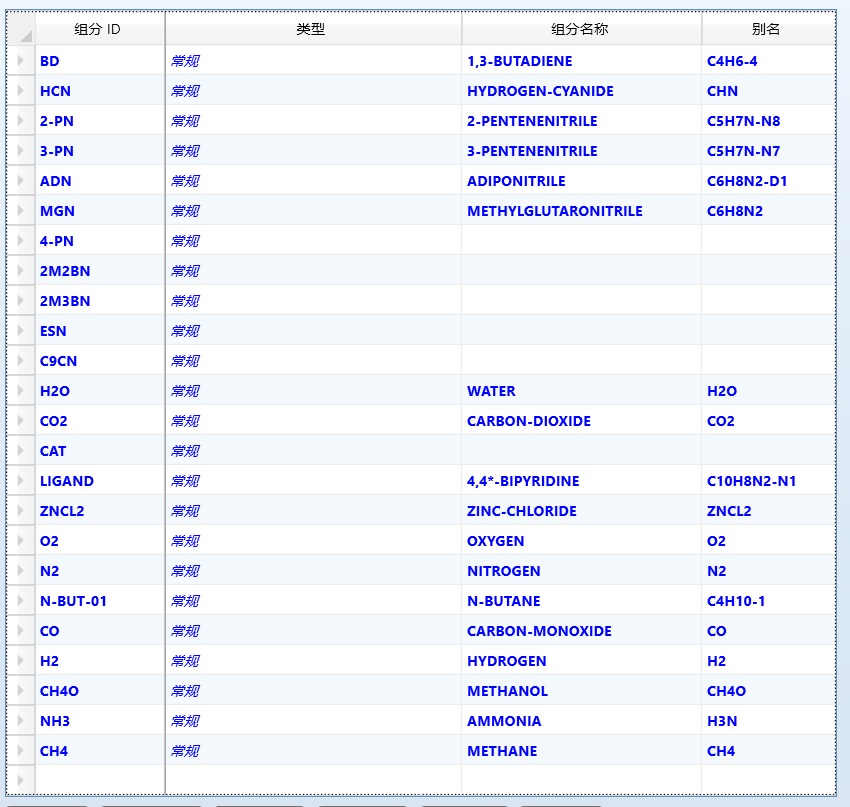 组分 ID 类型 组分名称 别名
BD 常规 1,3-BUTADIENE C4H6-4
HCN 常规 HYDROGEN-CYANIDE CHN
2-PN 常规 2-PENTENENITRILE C5H7N-N8
3-PN 常规 3-PENTENENITRILE C5H7N-N7
ADN 常规 ADIPONITRILE C6H8N2-D1
MGN 常规 METHYLGLUTARONITRILE C6H8N2
4-PN 常规
2M2BN 常规
2M3BN 常规
ESN 常规
C9CN 常规
H2O 常规 WATER H2O
CO2 常规 CARBON-DIOXIDE CO2
CAT 常规
LIGAND 常规 4,4*-BIPYRIDINE C10H8N2-N1
ZNCL2 常规 ZINC-CHLORIDE ZNCL2
O2 常规 OXYGEN O2
N2 常规 NITROGEN N2
N-BUT-01 常规 N-BUTANE C4H10-1
CO 常规 CARBON-MONOXIDE CO
H2 常规 HYDROGEN H2
CH4O 常规 METHANOL CH4O
NH3 常规 AMMONIA H3N
CH4 常规 METHANE CH4